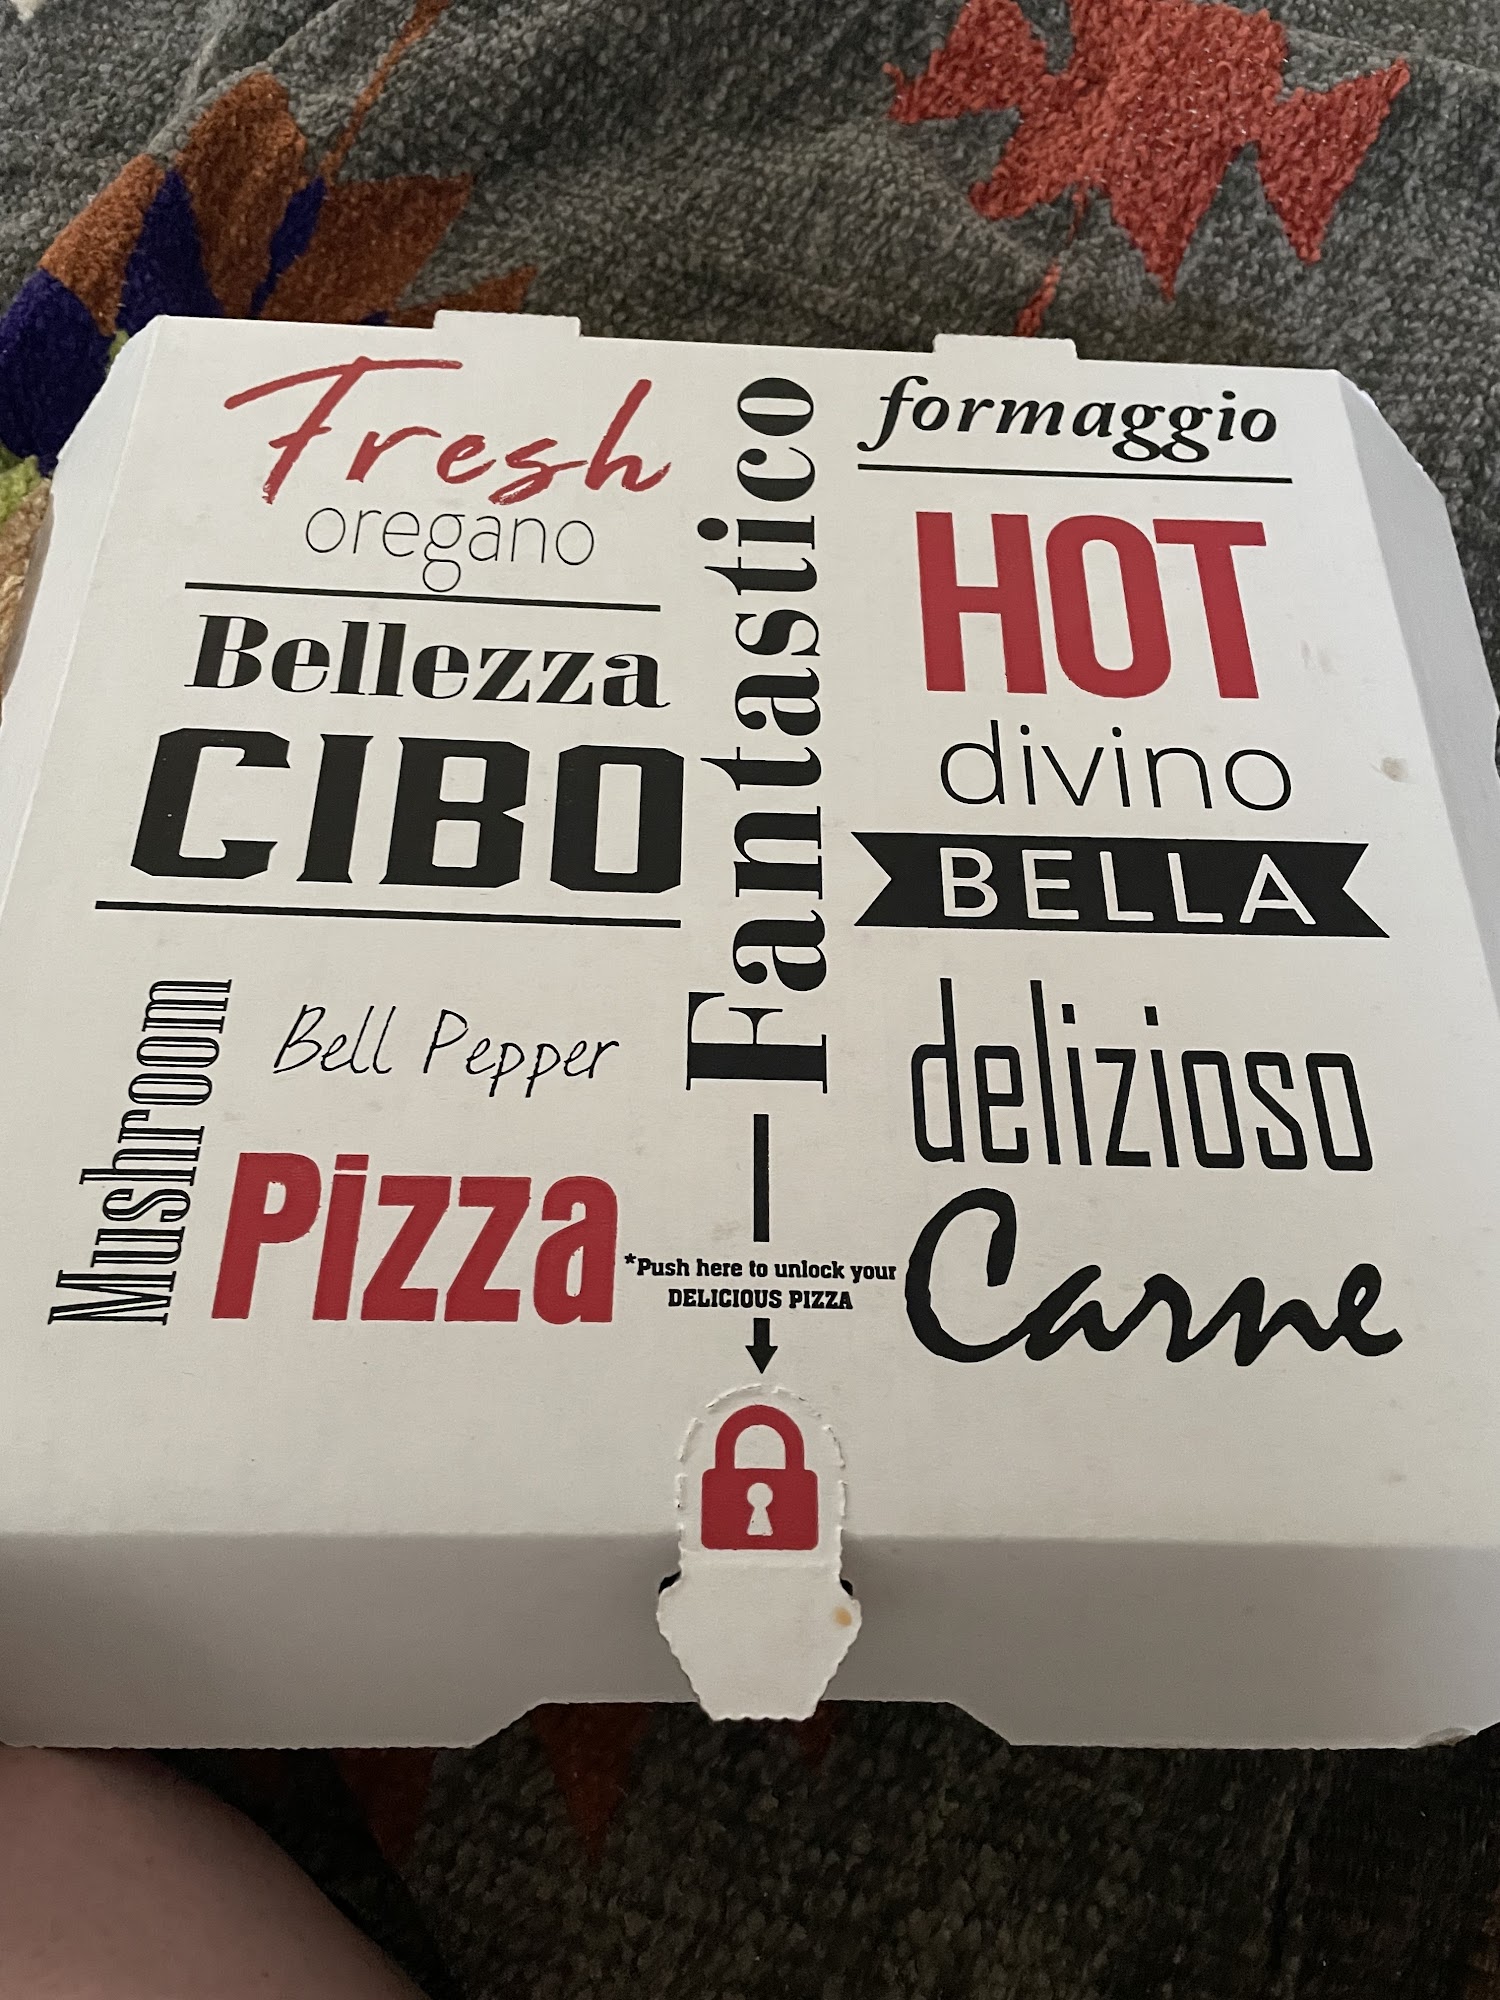 Fresh
oregano
Bellezza
CIBO
Mushroom
Bell Pepper
Pizza
Fantastico
*Push here to unlock your
DELICIOUS PIZZA
formaggio
HOT
divino
BELLA
delizioso
Carne